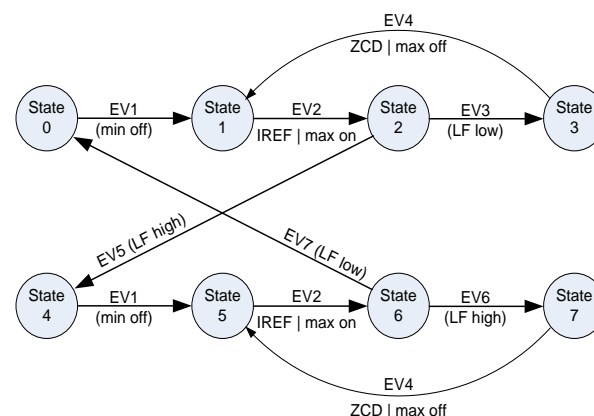 EV4
ZCD | max off
State
0
EV1
(min off)
State
1
EV2
IREF | max on
State
2
EV3
(LF low)
State
3
EV5 (LF high)
EV7 (LF low)
State
4
EV1
(min off)
State
5
EV2
IREF | max on
State
6
EV6
(LF high)
State
7
EV4
ZCD | max off